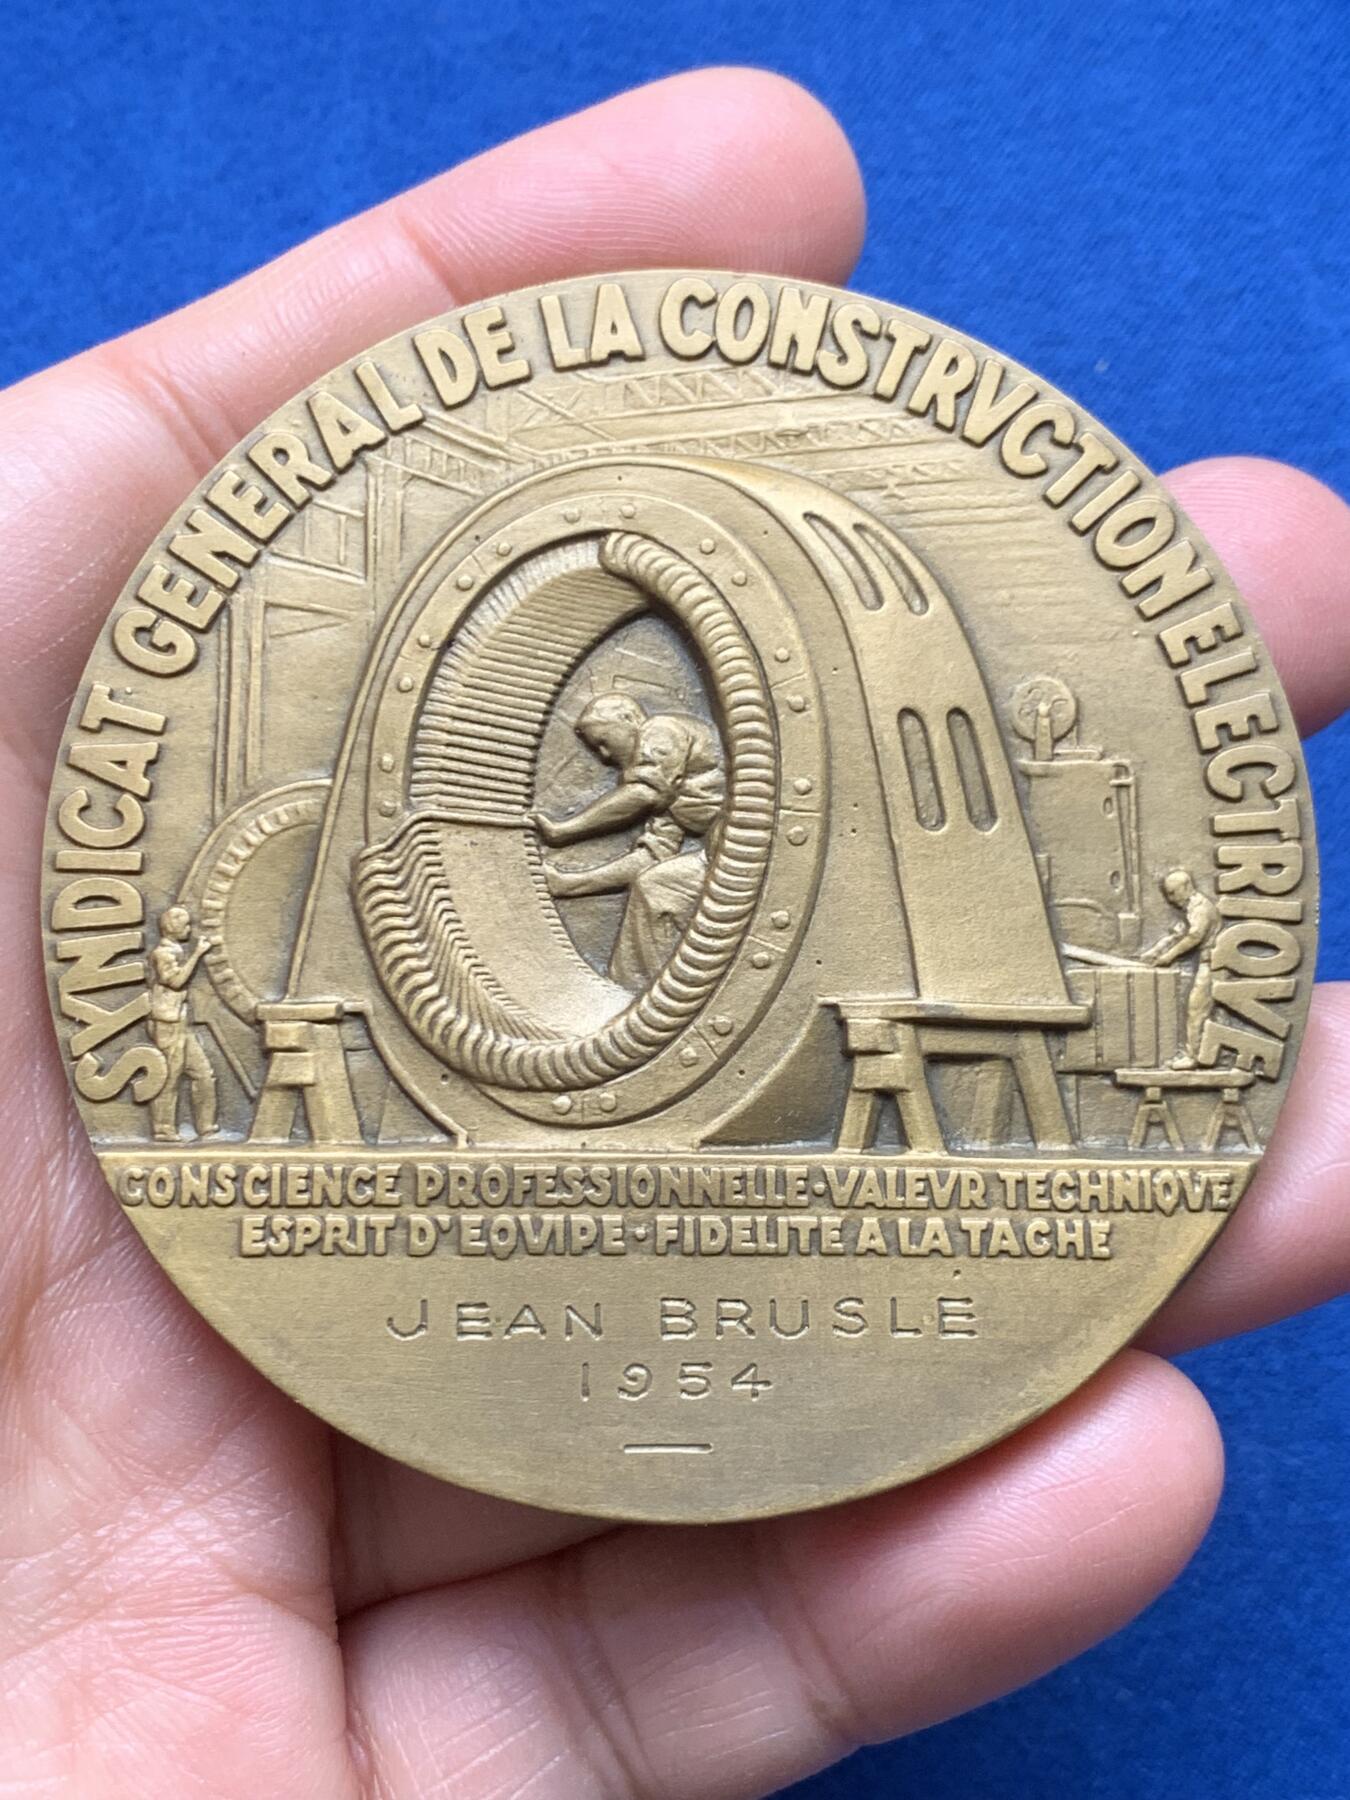 SYNDICAT GENERAL DE LA CONSTRVCTION ELECTRIQVE
CONSCIENCE PROFESSIONNELLE·VALEVR TECHNIQVE
ESPRIT D'EQVIPE·FIDELITE A LA TACHE
JEAN BRUSLE
1954